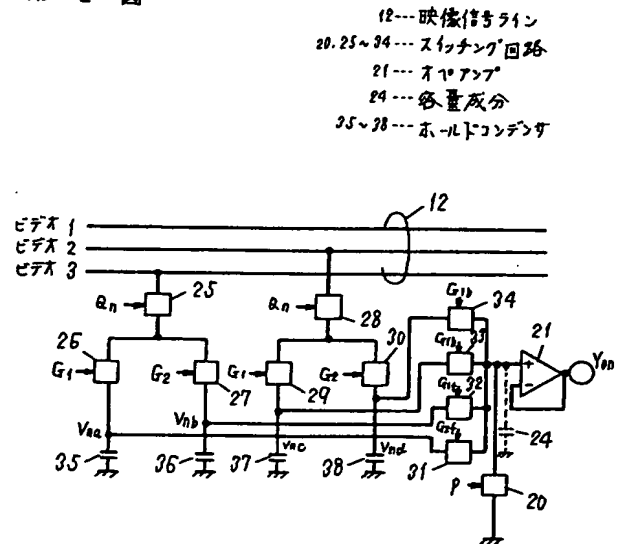 12---映像信号ライン
20.25~34---スイッチング回路
21---オペアンプ
24---容量成分
35~38---ホールドコンデンサ
12
ビデオ 1
ビデオ 2
ビデオ 3
Qn
25
Qn
28
G1b
34
26
G1
G2
27
G1
29
G2
30
33
32
31
21
+
-
Yon
24
Vna
Vnb
Vnc
Vnd
35
36
37
38
P
20